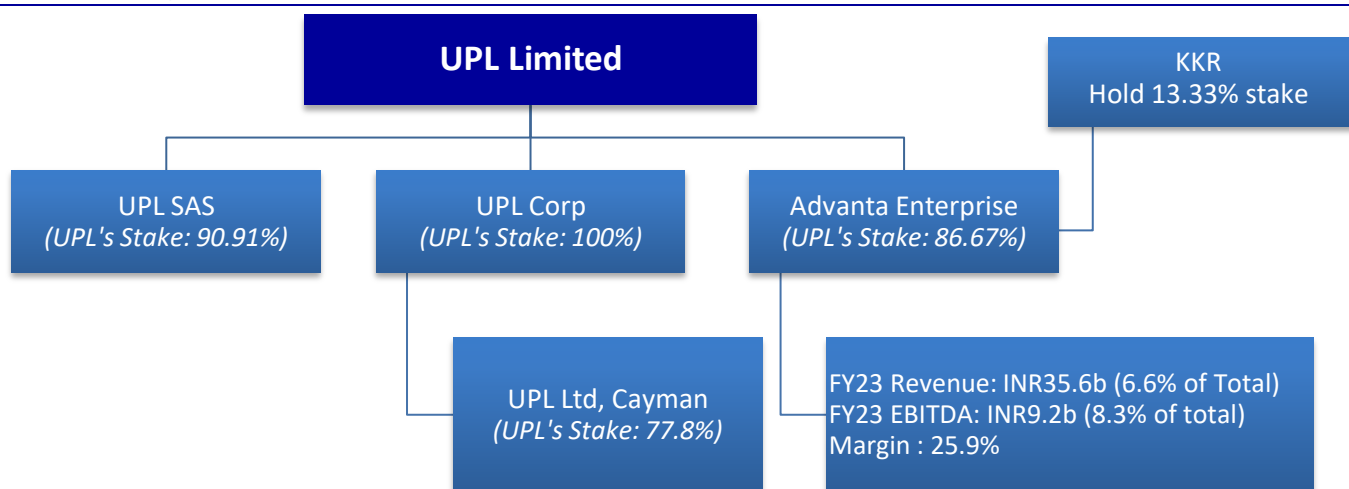 UPL Limited
KKR
Hold 13.33% stake
UPL SAS
(UPL's Stake: 90.91%)
UPL Corp
(UPL's Stake: 100%)
Advanta Enterprise
(UPL's Stake: 86.67%)
UPL Ltd, Cayman
(UPL's Stake: 77.8%)
FY23 Revenue: INR35.6b (6.6% of Total)
FY23 EBITDA: INR9.2b (8.3% of total)
Margin : 25.9%